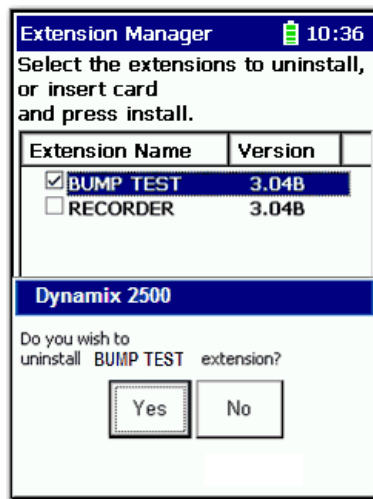 Extension Manager 10:36
Select the extensions to uninstall,
or insert card
and press install.
Extension Name Version
BUMP TEST 3.04B
RECORDER 3.04B
Dynamix 2500
Do you wish to
uninstall BUMP TEST extension?
Yes No